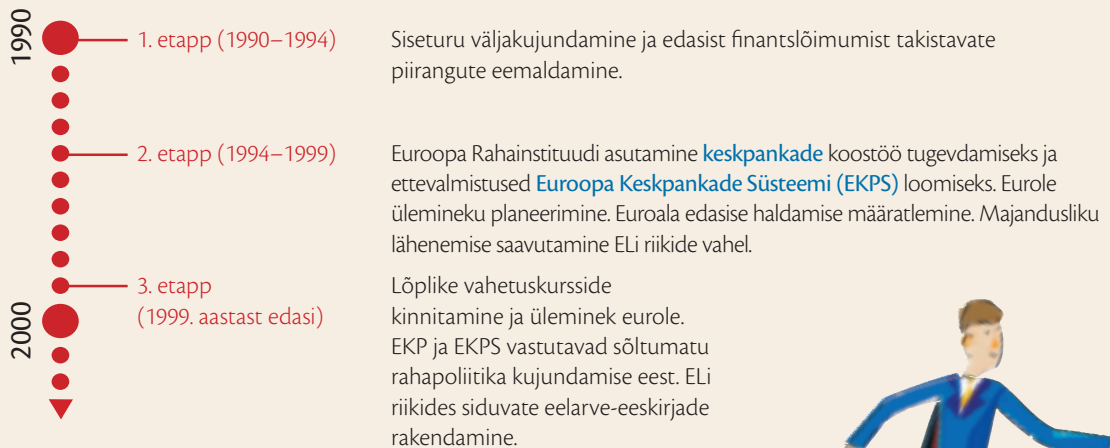 1990
1. etapp (1990–1994)
Siseturu väljakujundamine ja edasist finantslõimumist takistavate
piirangute eemaldamine.
2. etapp (1994–1999)
Euroopa Rahainstituudi asutamine keskpankade koostöö tugevdamiseks ja
ettevalmistused Euroopa Keskpankade Süsteemi (EKPS) loomiseks. Eurole
ülemineku planeerimine. Euroala edasise haldamise määratlemine. Majandusliku
lähenemise saavutamine ELi riikide vahel.
3. etapp
(1999. aastast edasi)
Lõplike vahetuskursside
kinnitamine ja üleminek eurole.
EKP ja EKPS vastutavad sõltumatu
rahapoliitika kujundamise eest. ELi
riikides siduvate eelarve-eeskirjade
rakendamine.
2000